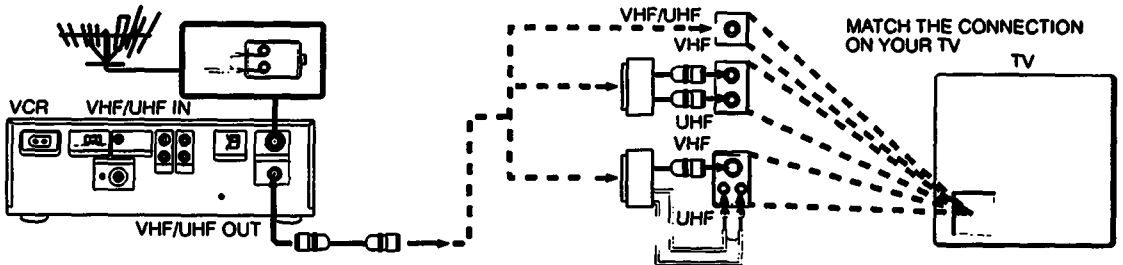 VHF/UHF
VHF
MATCH THE CONNECTION
ON YOUR TV
TV
VCR
VHF/UHF IN
UHF
VHF
UHF
VHF/UHF OUT